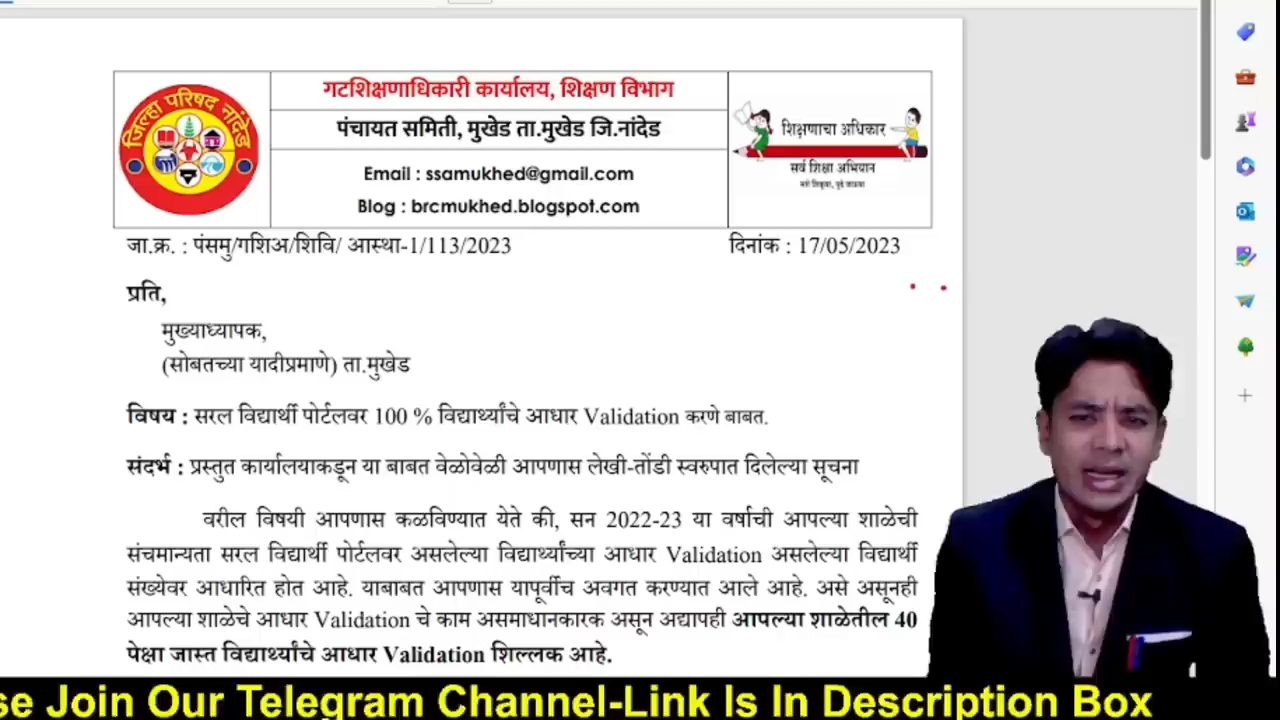 जिल्हा परिषद नांदेड
गटशिक्षणाधिकारी कार्यालय, शिक्षण विभाग
पंचायत समिती, मुखेड ता.मुखेड जि.नांदेड
Email : ssamukhed@gmail.com
Blog : brcmukhed.blogspot.com
शिक्षणाचा अधिकार
सर्व शिक्षा अभियान
जा.क्र. : पंसमु/गशिअ/शिवि/ आस्था-1/113/2023
दिनांक : 17/05/2023
प्रति,
मुख्याध्यापक,
(सोबतच्या यादीप्रमाणे) ता.मुखेड
विषय : सरल विद्यार्थी पोर्टलवर 100 % विद्यार्थ्यांचे आधार Validation करणे बाबत.
संदर्भ : प्रस्तुत कार्यालयाकडून या बाबत वेळोवेळी आपणास लेखी-तोंडी स्वरुपात दिलेल्या सूचना
वरील विषयी आपणास कळविण्यात येते की, सन 2022-23 या वर्षाची आपल्या शाळेची
संचमान्यता सरल विद्यार्थी पोर्टलवर असलेल्या विद्यार्थ्यांच्या आधार Validation असलेल्या विद्यार्थी
संख्येवर आधारित होत आहे. याबाबत आपणास यापूर्वीच अवगत करण्यात आले आहे. असे असूनही
आपल्या शाळेचे आधार Validation चे काम असमाधानकारक असून अद्यापही आपल्या शाळेतील 40
पेक्षा जास्त विद्यार्थ्यांचे आधार Validation शिल्लक आहे.
se Join Our Telegram Channel-Link Is In Description Box